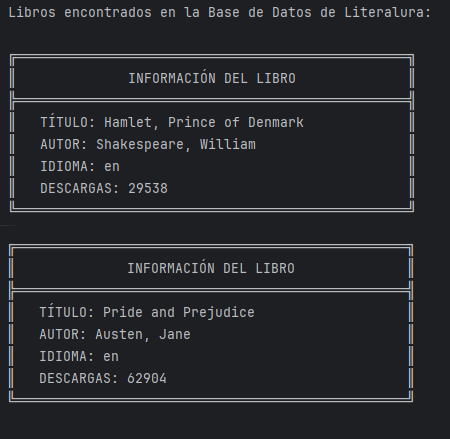 Libros encontrados en la Base de Datos de Literalura:
INFORMACIÓN DEL LIBRO
TÍTULO: Hamlet, Prince of Denmark
AUTOR: Shakespeare, William
IDIOMA: en
DESCARGAS: 29538
INFORMACIÓN DEL LIBRO
TÍTULO: Pride and Prejudice
AUTOR: Austen, Jane
IDIOMA: en
DESCARGAS: 62904